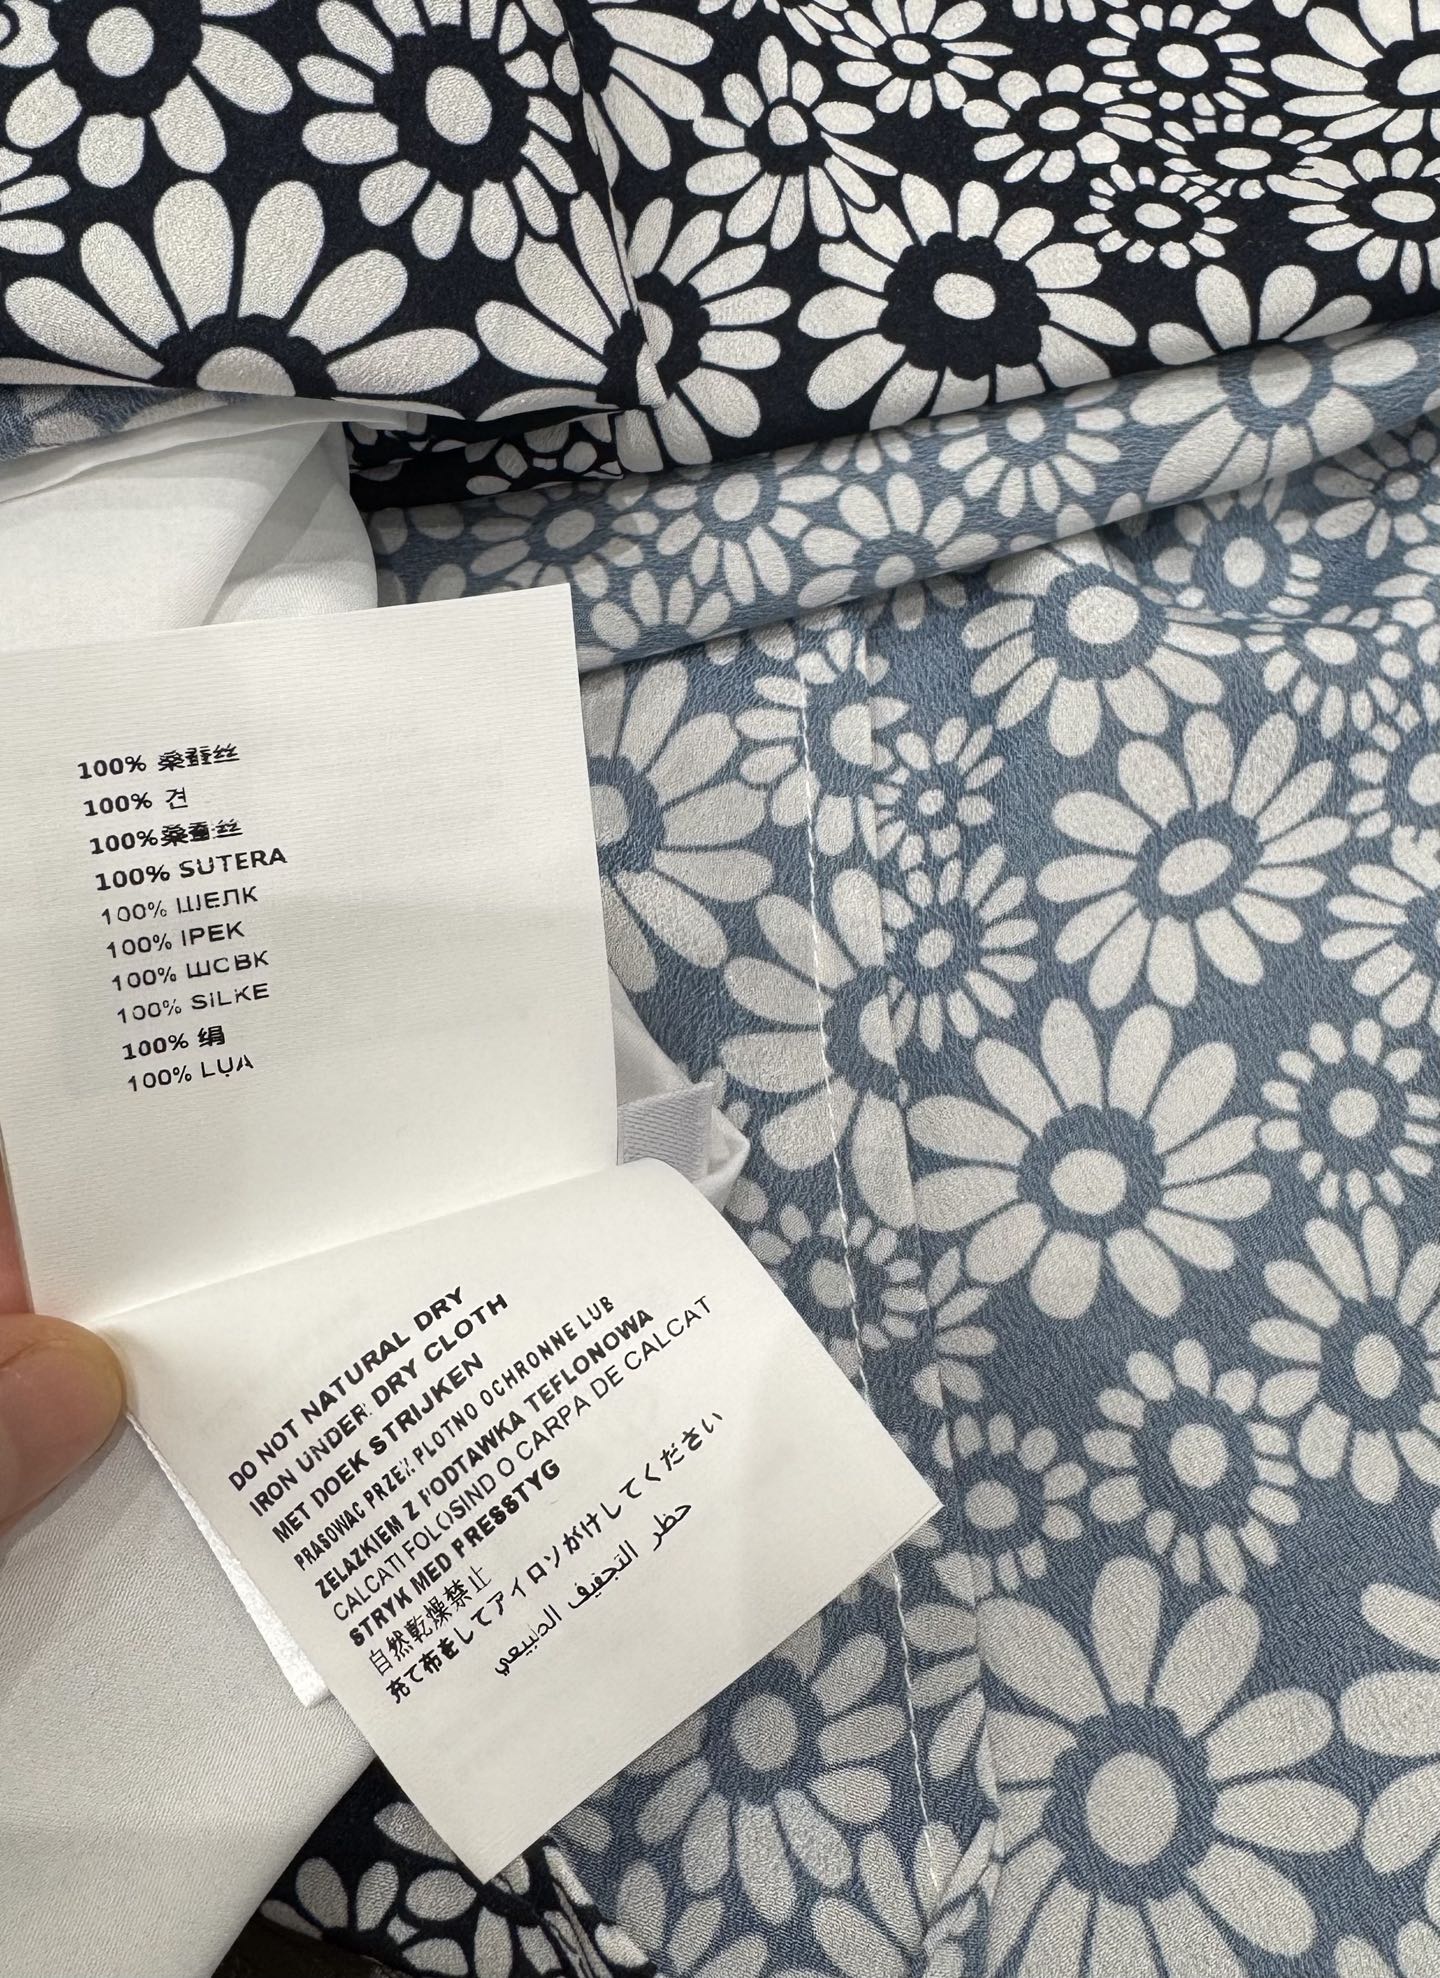 100% 桑蚕丝
100% 견
100%桑蚕丝
100% SUTERA
100% ШЕЛК
100% IPEK
100% ШСВК
100% SILKE
100% 绢
100% LỤA
DO NOT NATURAL DRY
IRON UNDER DRY CLOTH
MET DOEK STRIJKEN
PRASOWAC PRZEZ PLOTNO OCHRONNE LUB
ZELAZKIEM Z PODTAWKA TEFLONOWA
CALCATI FOLOSIND O CARPA DE CALCAT
STRYK MED PRESSTYG
自然乾燥禁止
充て布をしてアイロンがけしてください
حظر التجفيف الطبيعي